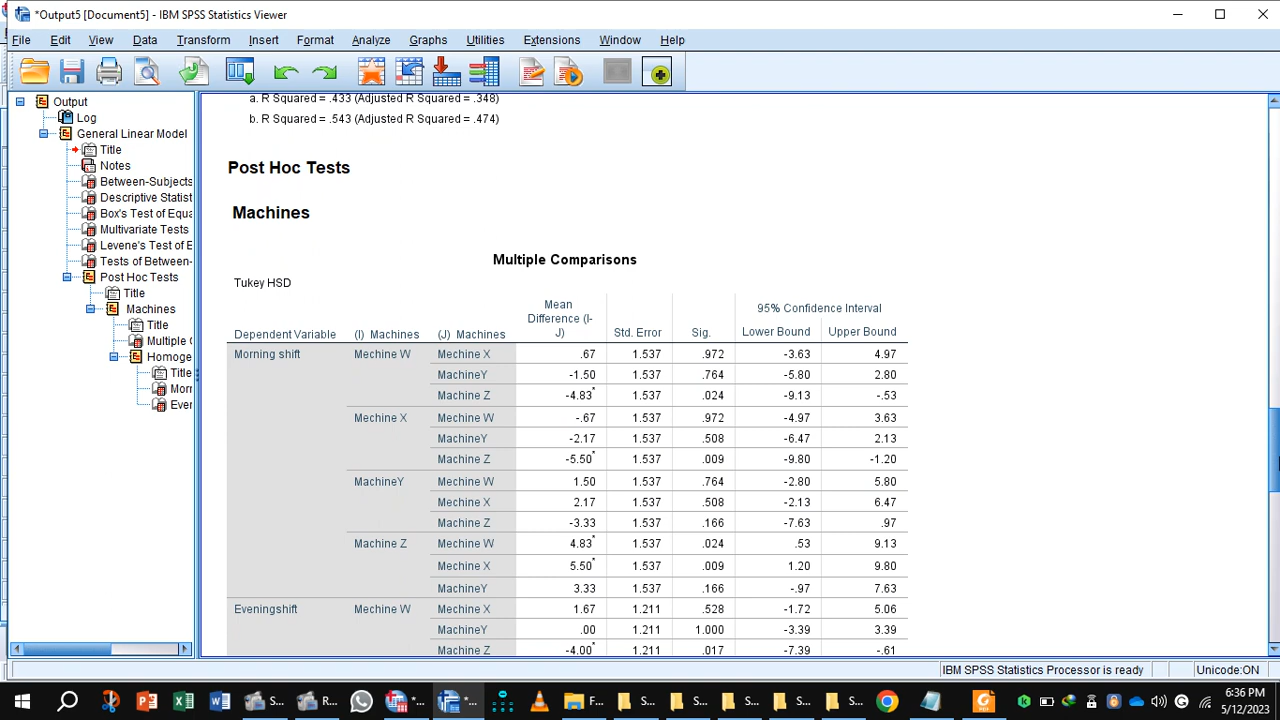 *Output5 [Document5] - IBM SPSS Statistics Viewer
File Edit View Data Transform Insert Format Analyze Graphs Utilities Extensions Window Help
Output
Log
General Linear Model
Title
Notes
Between-Subjects
Descriptive Statist
Box's Test of Equa
Multivariate Tests
Levene's Test of E
Tests of Between-
Post Hoc Tests
Title
Machines
Title
Multiple C
Homoge
Title
Mor
Ever
a. R Squared = .433 (Adjusted R Squared = .348)
b. R Squared = .543 (Adjusted R Squared = .474)
Post Hoc Tests
Machines
Multiple Comparisons
Tukey HSD
Dependent Variable (I) Machines (J) Machines Mean Difference (I-J) Std. Error Sig. 95% Confidence Interval Lower Bound Upper Bound
Morning shift Mechine W Mechine X .67 1.537 .972 -3.63 4.97
MachineY -1.50 1.537 .764 -5.80 2.80
Machine Z -4.83* 1.537 .024 -9.13 -.53
Mechine X Mechine W -.67 1.537 .972 -4.97 3.63
MachineY -2.17 1.537 .508 -6.47 2.13
Machine Z -5.50* 1.537 .009 -9.80 -1.20
MachineY Mechine W 1.50 1.537 .764 -2.80 5.80
Mechine X 2.17 1.537 .508 -2.13 6.47
Machine Z -3.33 1.537 .166 -7.63 .97
Machine Z Mechine W 4.83* 1.537 .024 .53 9.13
Mechine X 5.50* 1.537 .009 1.20 9.80
MachineY 3.33 1.537 .166 -.97 7.63
Eveningshift Mechine W Mechine X 1.67 1.211 .528 -1.72 5.06
MachineY .00 1.211 1.000 -3.39 3.39
Machine Z -4.00* 1.211 .017 -7.39 -.61
IBM SPSS Statistics Processor is ready Unicode:ON
S... R... *... *... F... S... S... S... S... S...
6:36 PM
5/12/2023